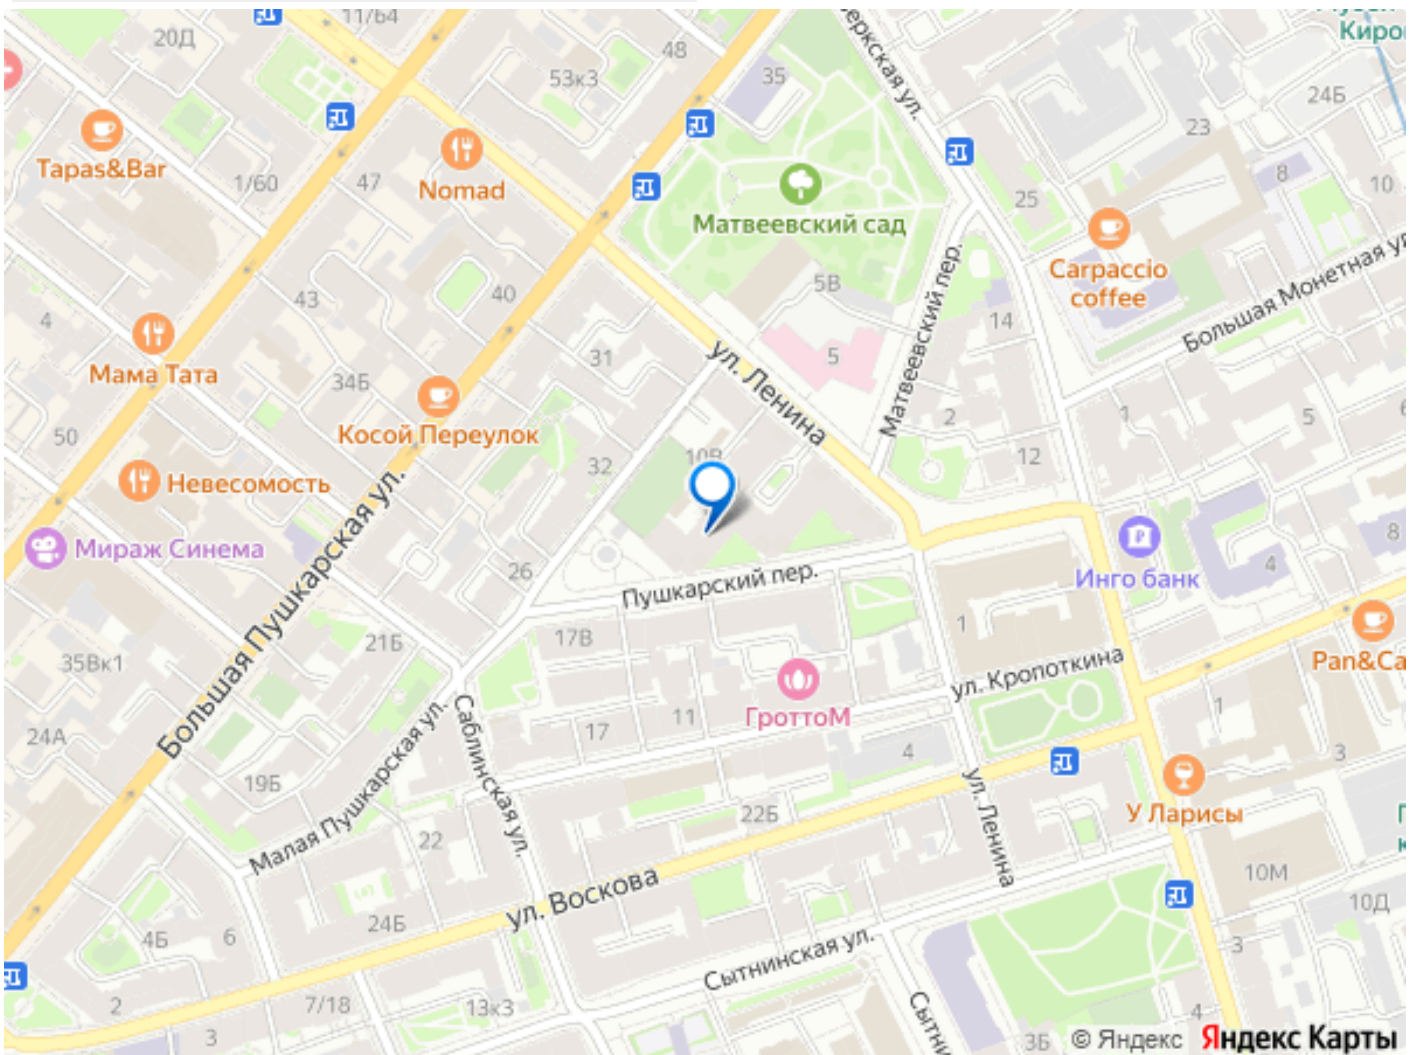 11/64
20Д
48
53к3
35
Кирог
24Б
23
Tapas&Bar
1/60
47
Nomad
8
10
25
Матвеевский сад
Carpaccio
coffee
Большая Монетная ул
Матвеевский пер.
5В
43
40
4
14
Мама Тата
31
ул. Ленина
5
34Б
Косой Переулок
2
1
5
50
32
10В
12
Невесомость
Большая Пушкарская ул.
Мираж Синема
26
Пушкарский пер.
Инго банк
4
8
17В
1
21Б
35Вк1
ул. Кропоткина
Pan&Ca
ГроттоМ
11
17
1
24А
Саблинская ул.
4
3
19Б
Малая Пушкарская ул.
ул. Ленина
22Б
У Ларисы
22
10М
ул. Воскова
10Д
24Б
4Б
6
Сытнинская ул.
3
2
7/18
13к3
Сытни
4
3
3Б
© Яндекс
Яндекс Карты